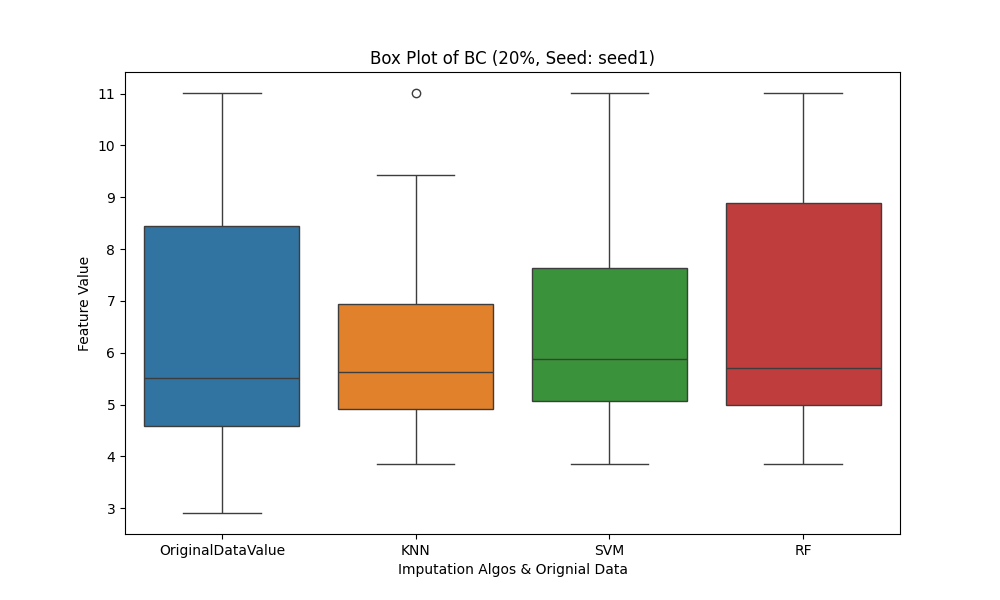 Box Plot of BC (20%, Seed: seed1)
11
10
9
8
7
6
5
4
3
Feature Value
OriginalDataValue
KNN
SVM
RF
Imputation Algos & Orignial Data